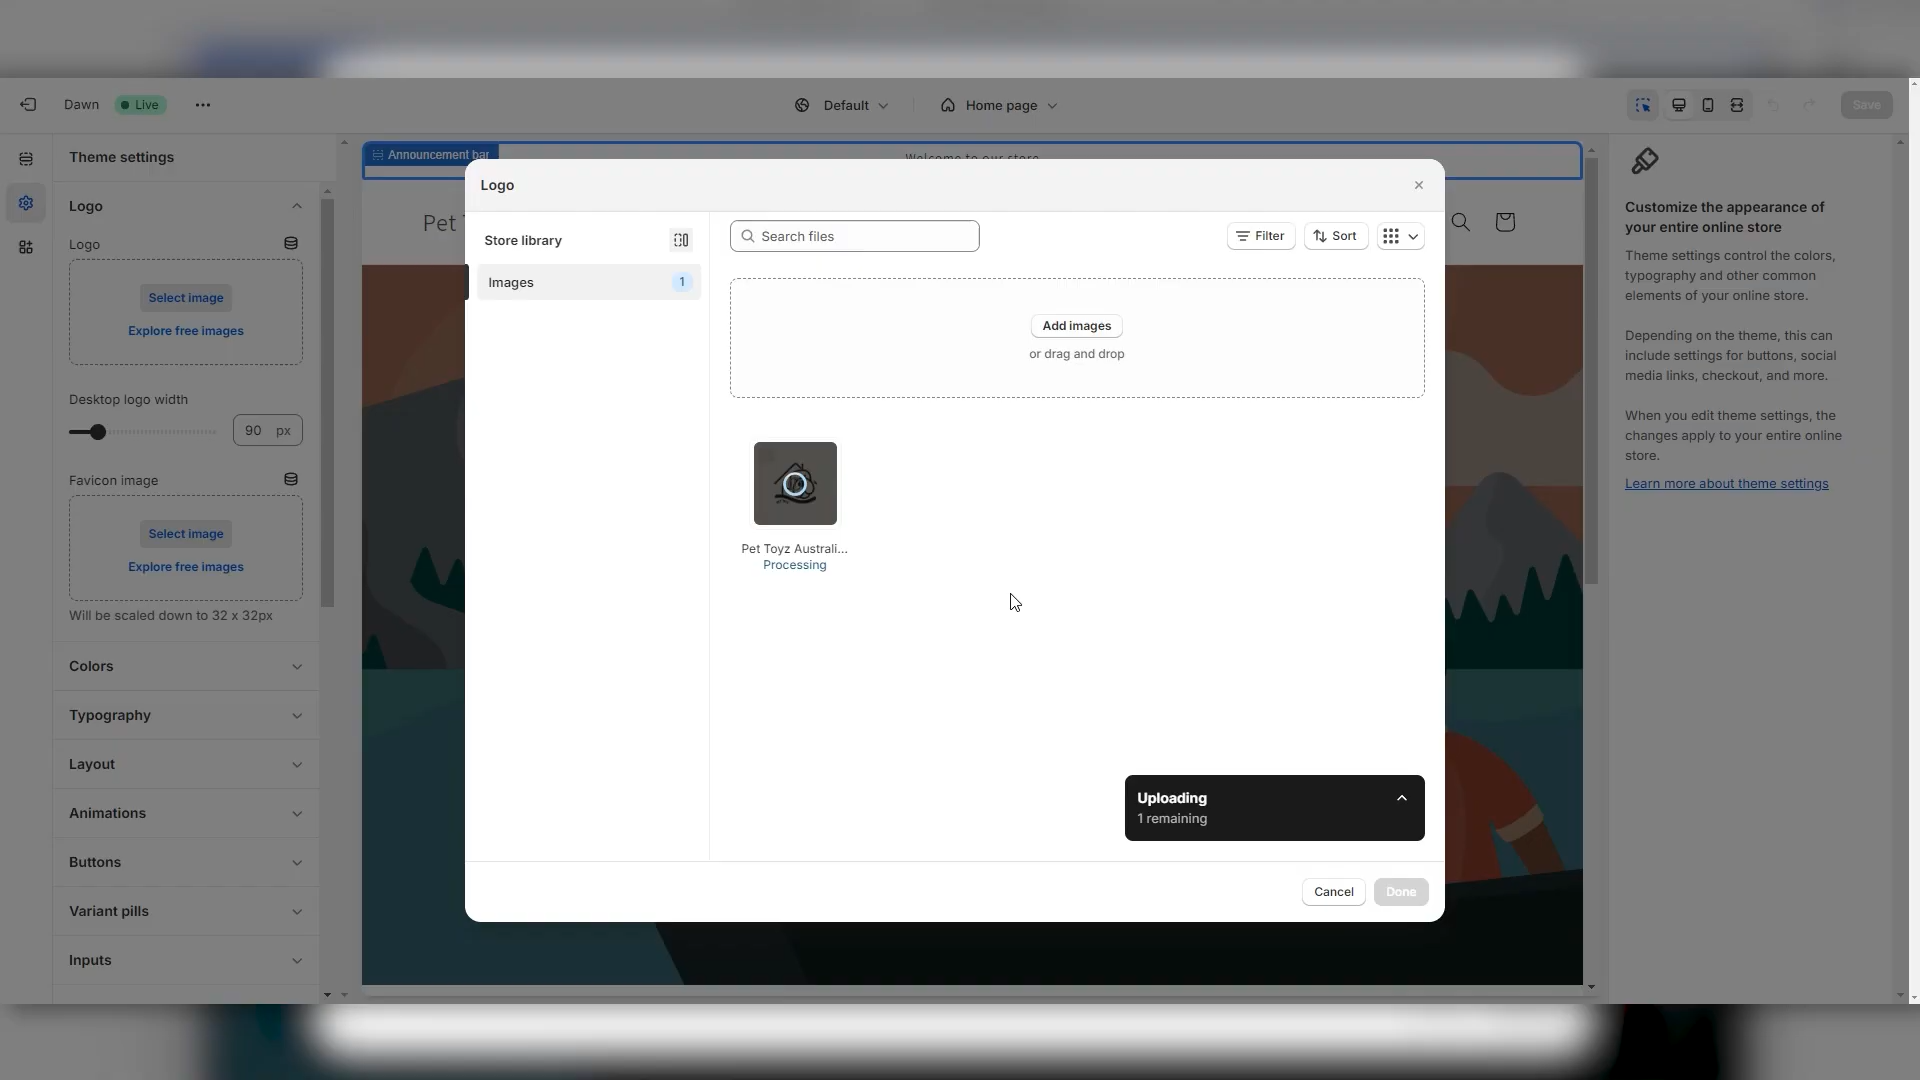 Dawn
Live
Default
Home page
Save
Theme settings
Logo
Logo
Select image
Explore free images
Desktop logo width
90 px
Favicon image
Select image
Explore free images
Will be scaled down to 32 x 32px
Colors
Typography
Layout
Animations
Buttons
Variant pills
Inputs
Announcement bar
Welcome to our store
Pet
Logo
Store library
Images
1
Search files
Filter
Sort
Add images
or drag and drop
Pet Toyz Australi...
Processing
Uploading
1 remaining
Cancel
Done
Customize the appearance of
your entire online store
Theme settings control the colors,
typography and other common
elements of your online store.
Depending on the theme, this can
include settings for buttons, social
media links, checkout, and more.
When you edit theme settings, the
changes apply to your entire online
store.
Learn more about theme settings